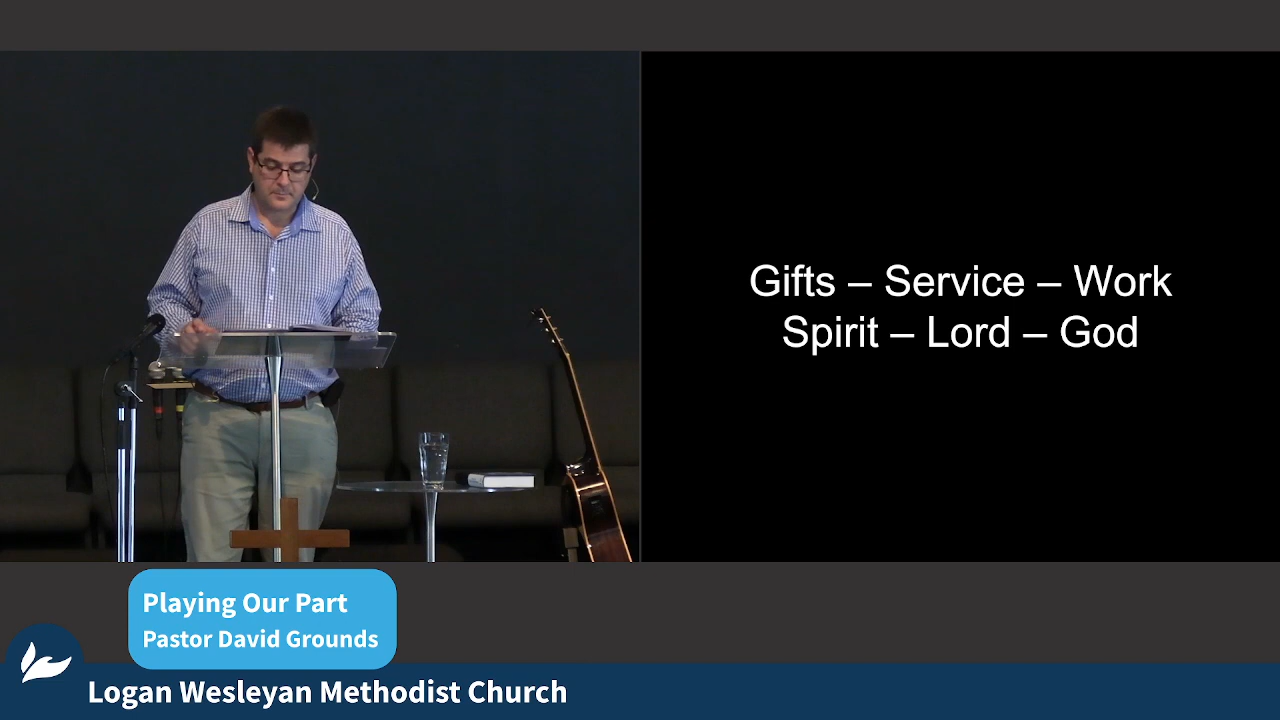 Gifts – Service – Work
Spirit – Lord – God
Playing Our Part
Pastor David Grounds
Logan Wesleyan Methodist Church